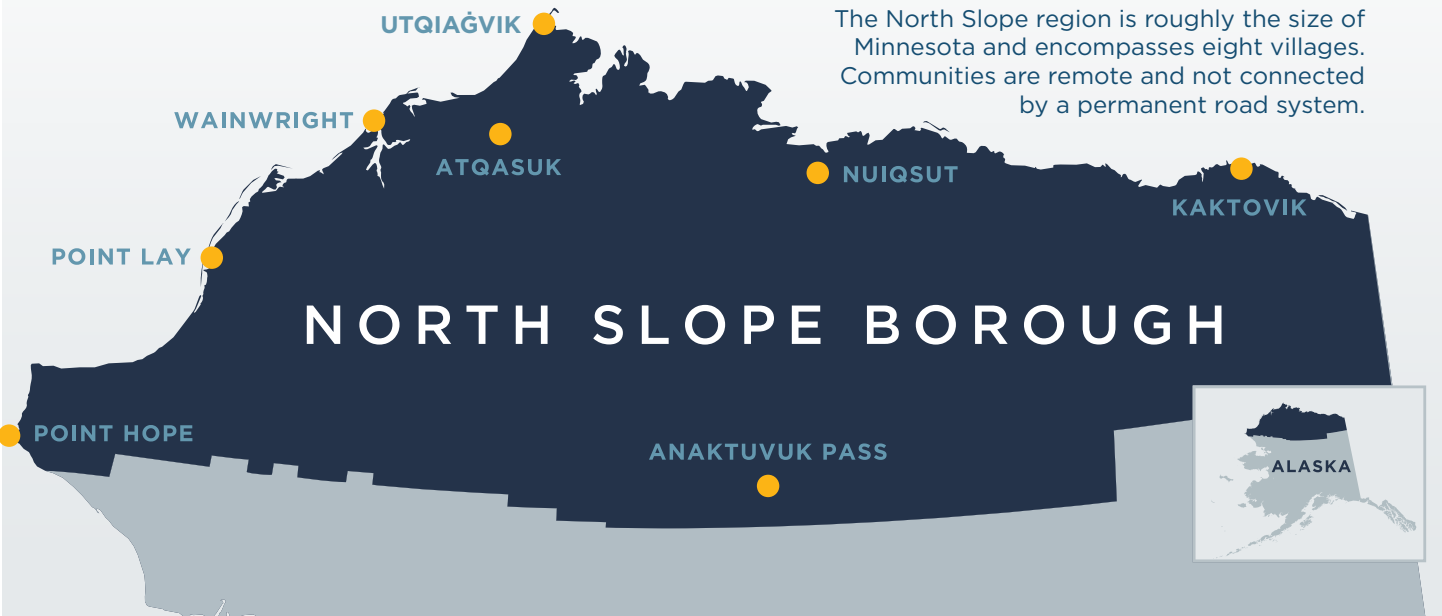 UTQIAĠVIK
The North Slope region is roughly the size of
Minnesota and encompasses eight villages.
Communities are remote and not connected
by a permanent road system.
WAINWRIGHT
ATQASUK
NUIQSUT
KAKTOVIK
POINT LAY
NORTH SLOPE BOROUGH
POINT HOPE
ANAKTUVUK PASS
ALASKA